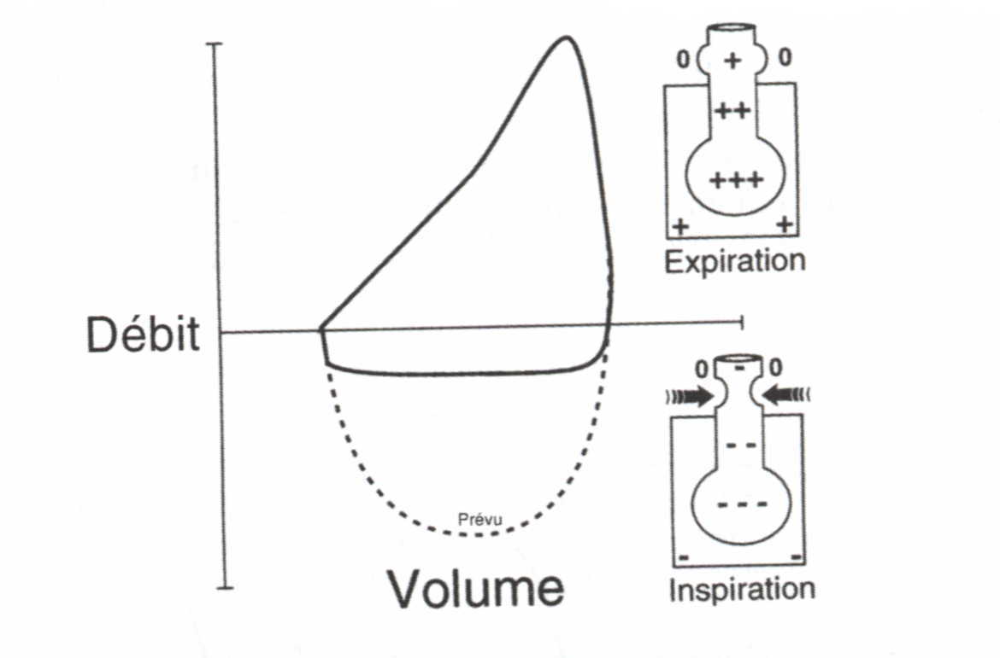 0 + 0
++
+++
+ +
Expiration
Débit
0 - 0
- -
- - -
- -
Prévu
Volume
Inspiration